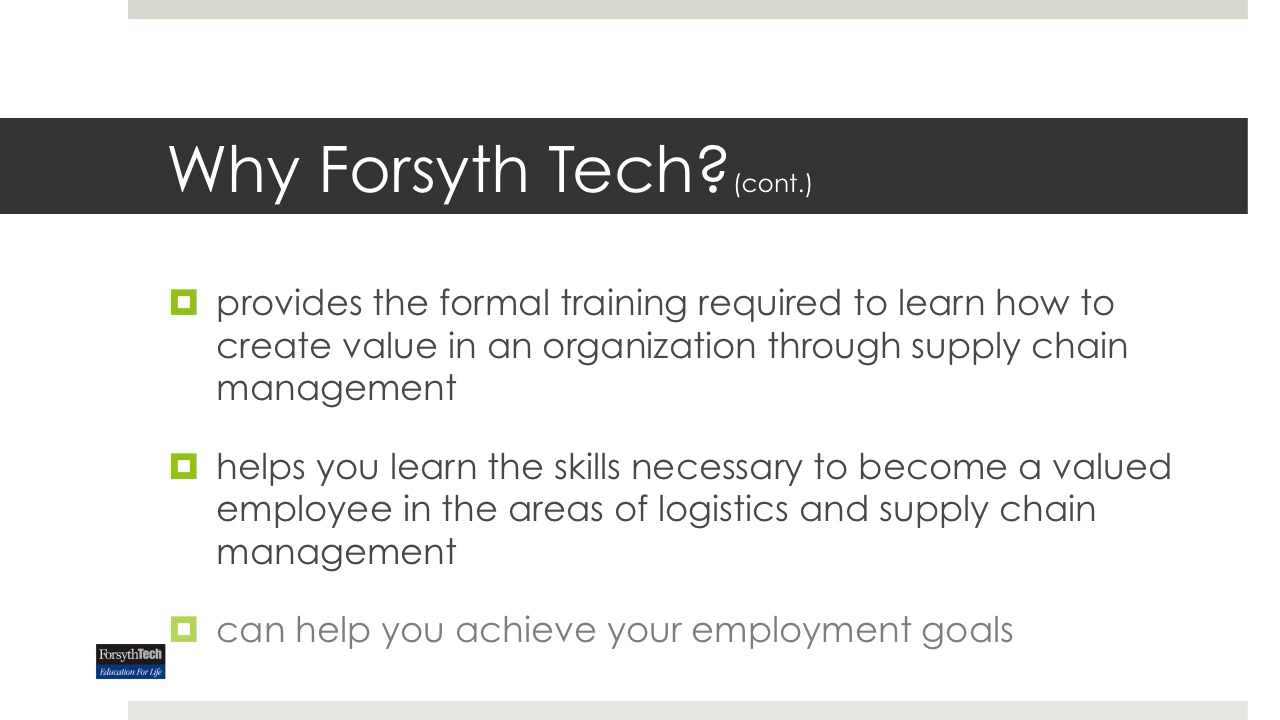 Why Forsyth Tech? (cont.)
provides the formal training required to learn how to
create value in an organization through supply chain
management
helps you learn the skills necessary to become a valued
employee in the areas of logistics and supply chain
management
can help you achieve your employment goals
ForsythTech
Education For Life